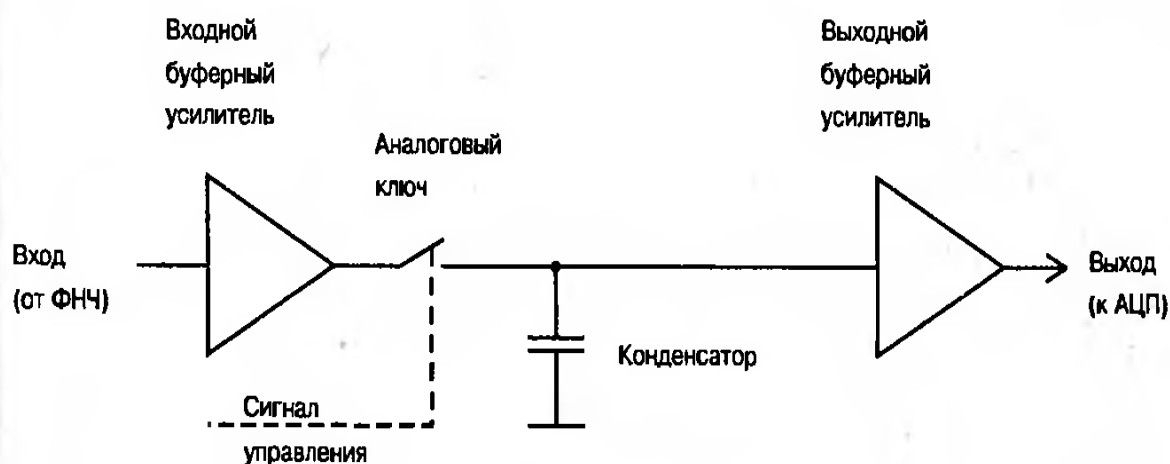 Входной
буферный
усилитель
Выходной
буферный
усилитель
Аналоговый
ключ
Вход
(от ФНЧ)
Выход
(к АЦП)
Конденсатор
Сигнал
управления